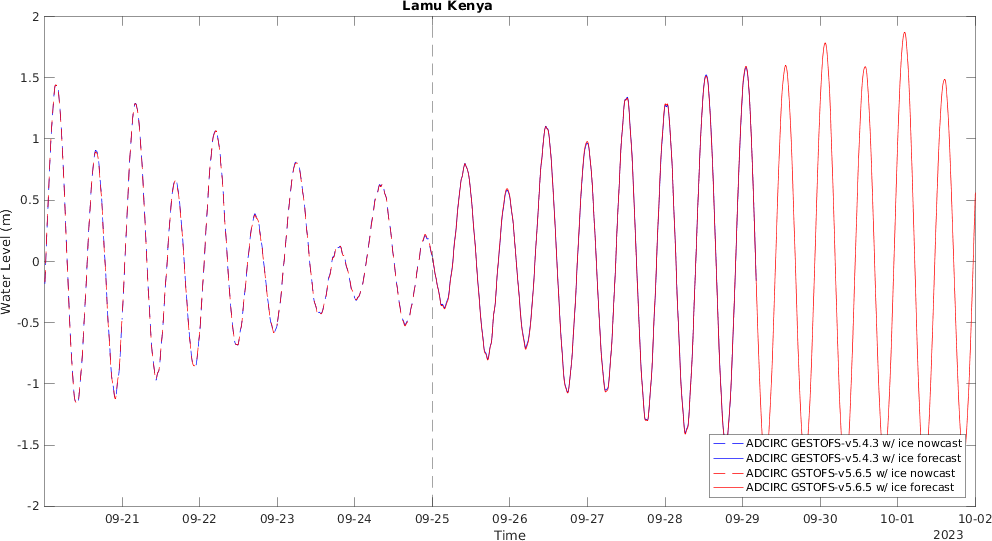 Lamu Kenya
Water Level (m)
2
1.5
1
0.5
0
-0.5
-1
-1.5
-2
ADCIRC GESTOFS-v5.4.3 w/ ice nowcast
ADCIRC GESTOFS-v5.4.3 w/ ice forecast
ADCIRC GSTOFS-v5.6.5 w/ ice nowcast
ADCIRC GSTOFS-v5.6.5 w/ ice forecast
09-21 09-22 09-23 09-24 09-25 09-26 09-27 09-28 09-29 09-30 10-01 10-02
Time
2023